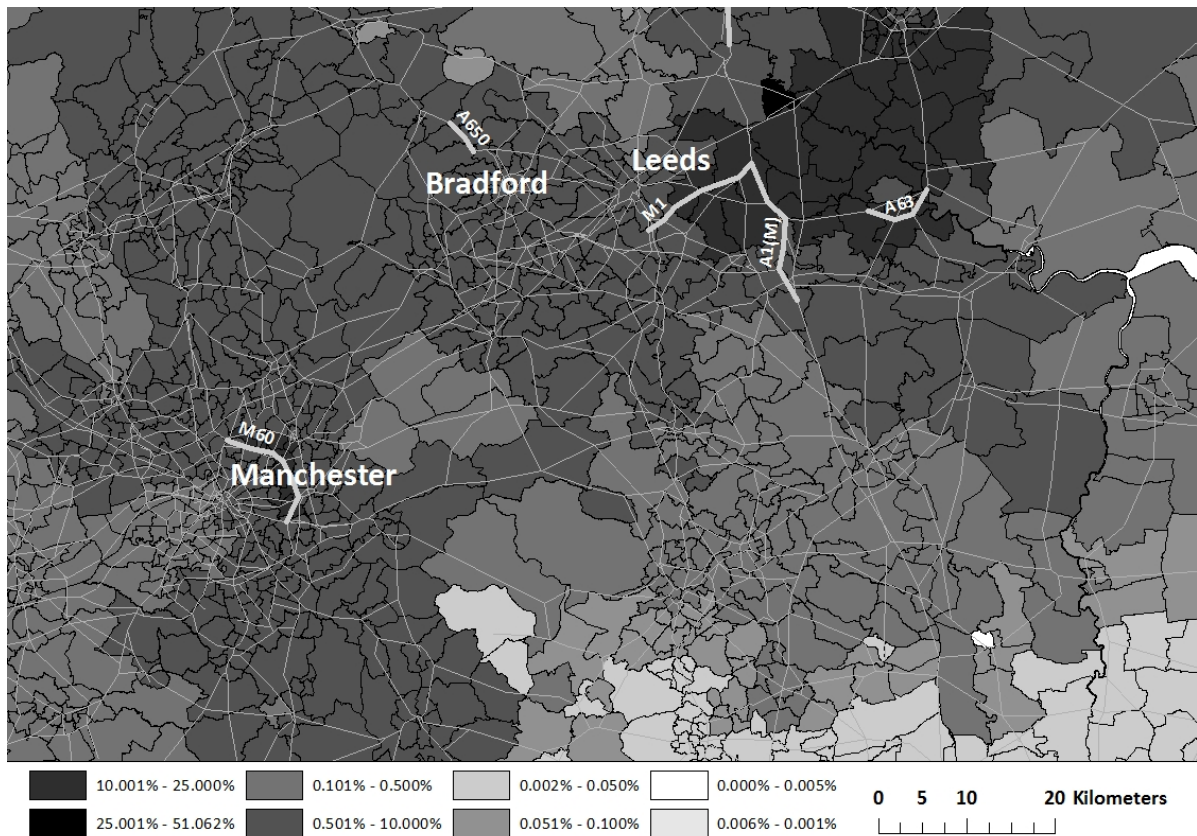 A650
Leeds
Bradford
M1
A1(M)
A63
M60
Manchester
10.001% - 25.000% 0.101% - 0.500% 0.002% - 0.050% 0.000% - 0.005%
25.001% - 51.062% 0.501% - 10.000% 0.051% - 0.100% 0.006% - 0.001%
0 5 10 20 Kilometers